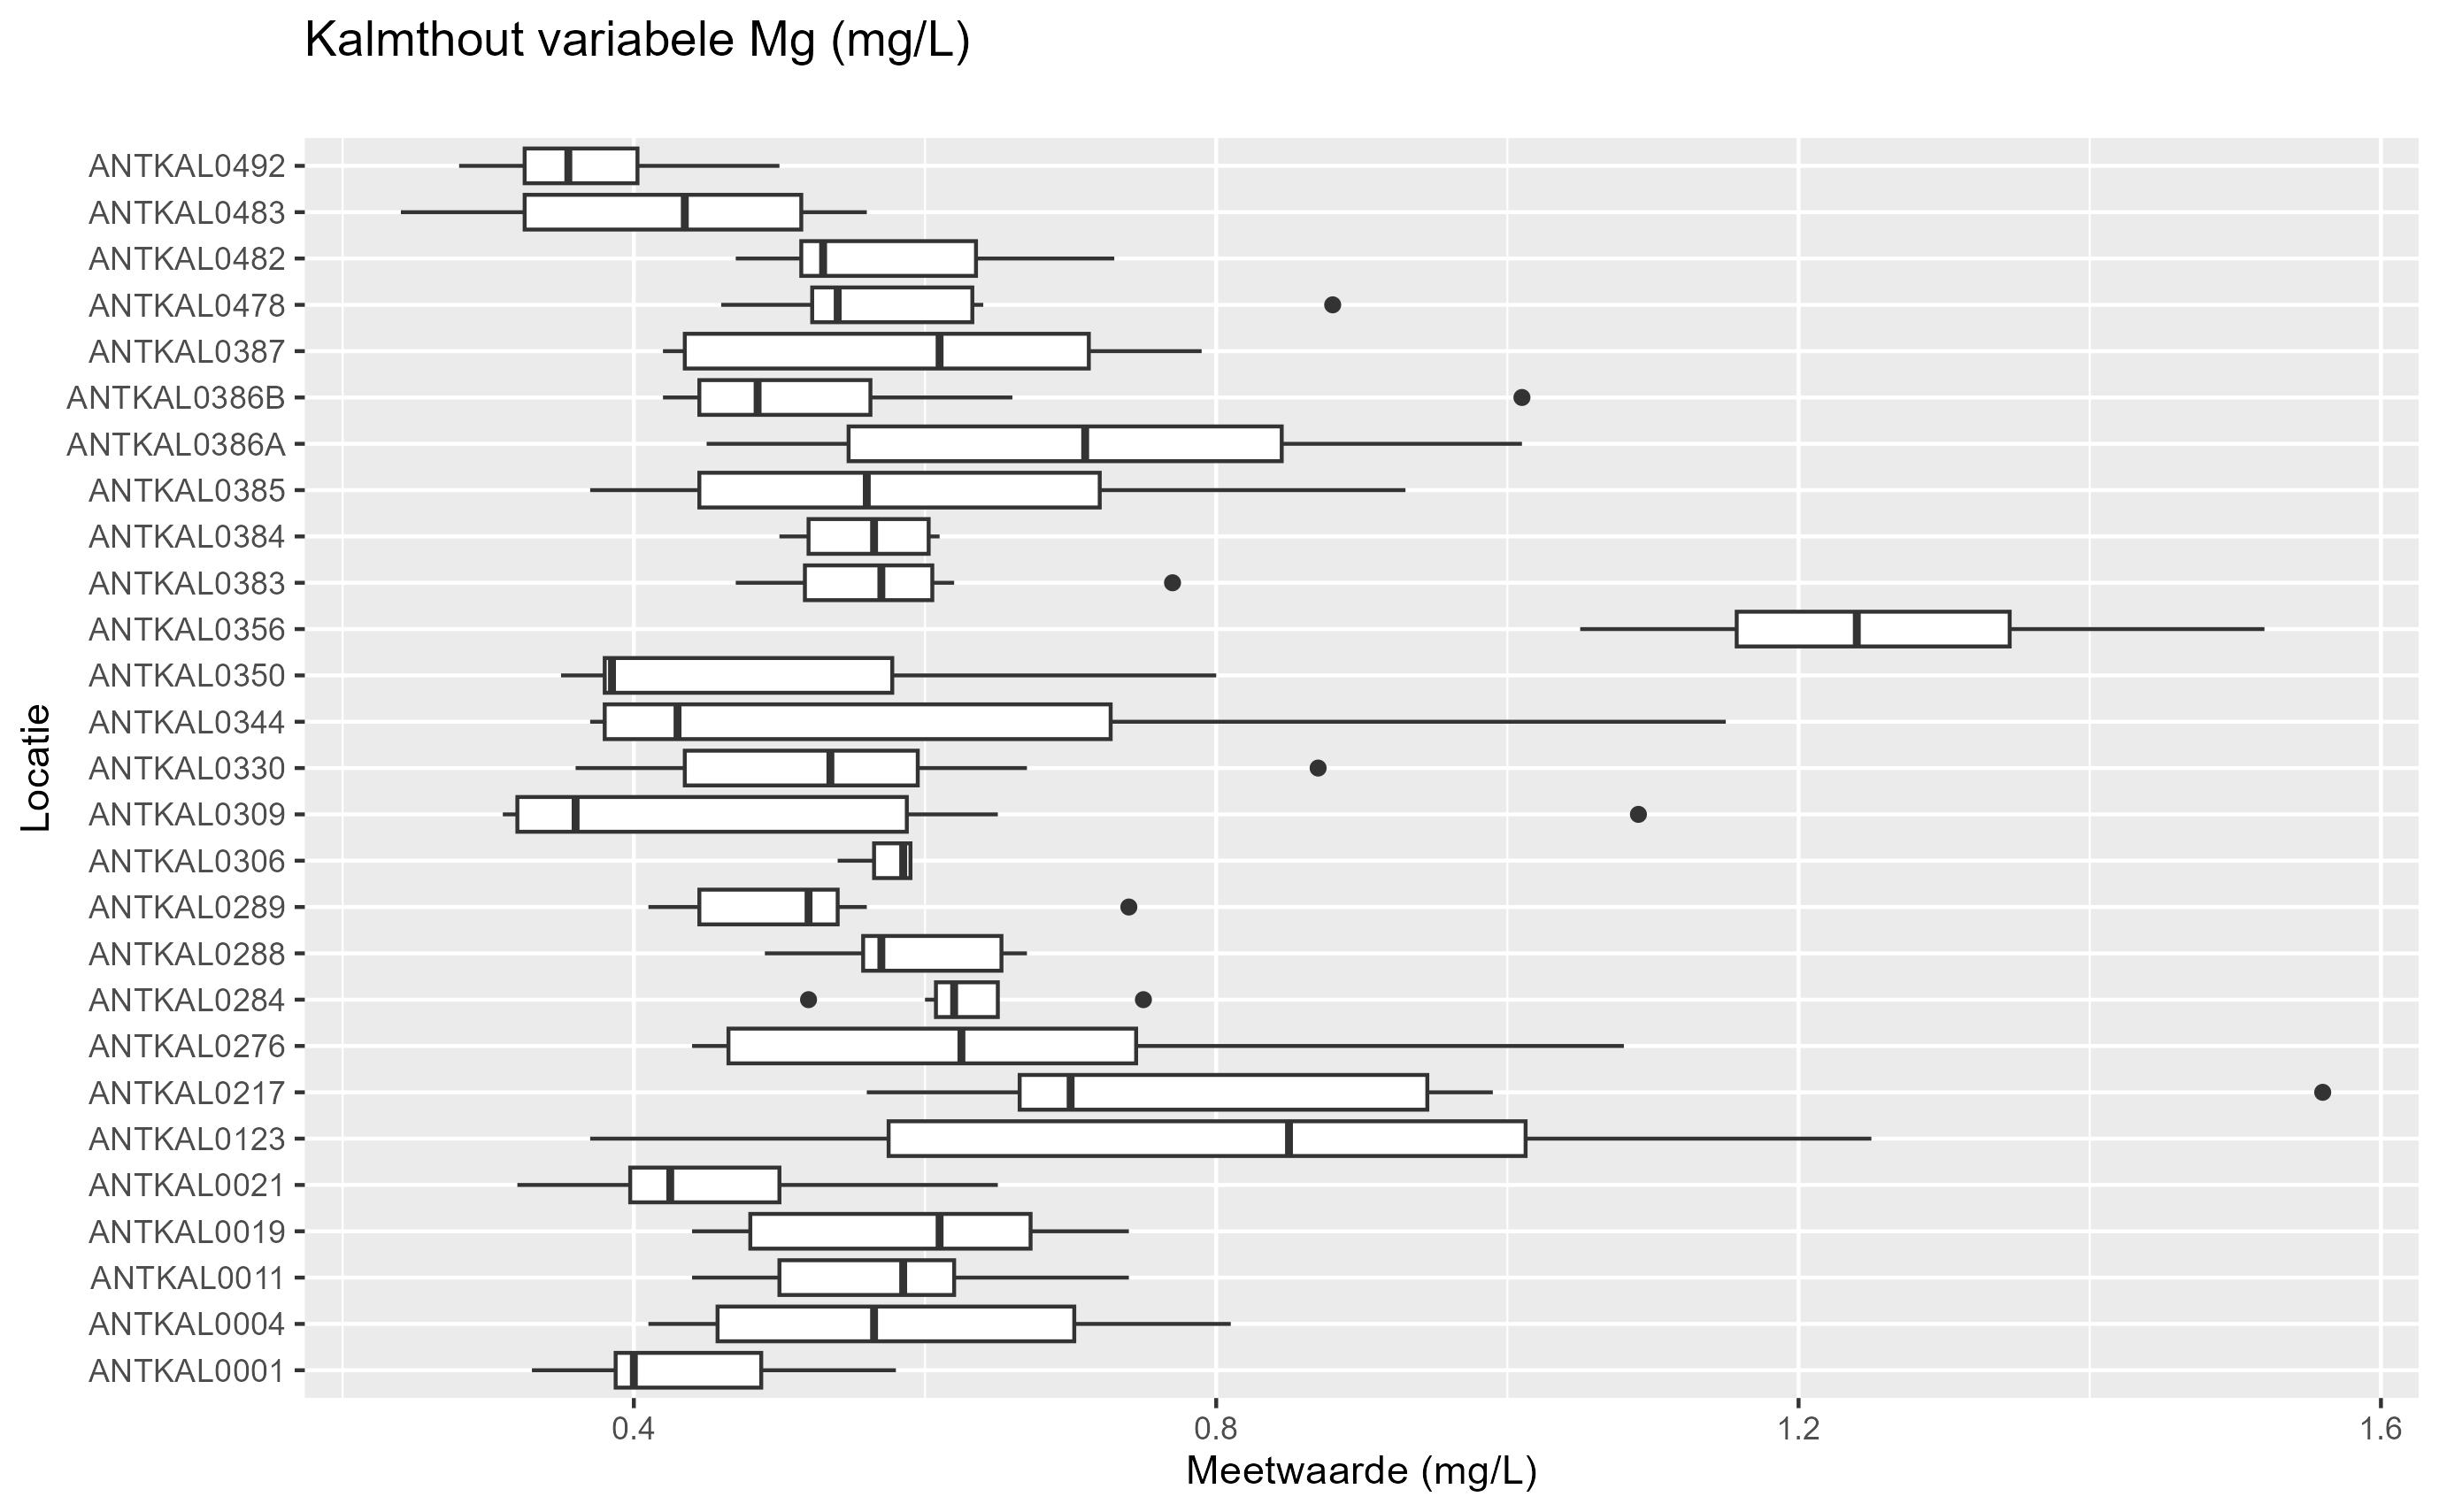 Kalmthout variabele Mg (mg/L)
ANTKAL0492
ANTKAL0483
ANTKAL0482
ANTKAL0478
ANTKAL0387
ANTKAL0386B
ANTKAL0386A
ANTKAL0385
ANTKAL0384
ANTKAL0383
ANTKAL0356
ANTKAL0350
ANTKAL0344
ANTKAL0330
ANTKAL0309
ANTKAL0306
ANTKAL0289
ANTKAL0288
ANTKAL0284
ANTKAL0276
ANTKAL0217
ANTKAL0123
ANTKAL0021
ANTKAL0019
ANTKAL0011
ANTKAL0004
ANTKAL0001
Locatie
0.4 0.8 1.2 1.6
Meetwaarde (mg/L)